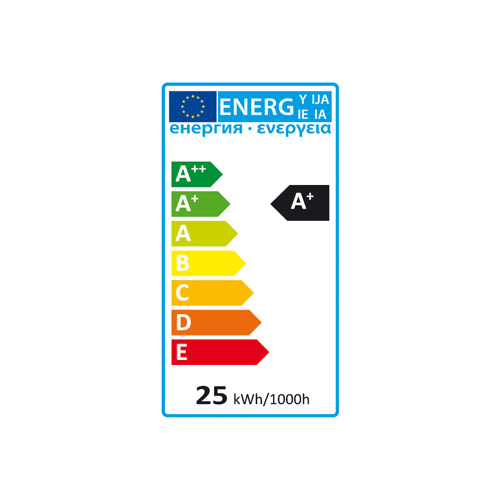 ENERG Y IJA
IE IA
енергия · ενεργεια
A++
A+ A+
A
B
C
D
E
25 kWh/1000h